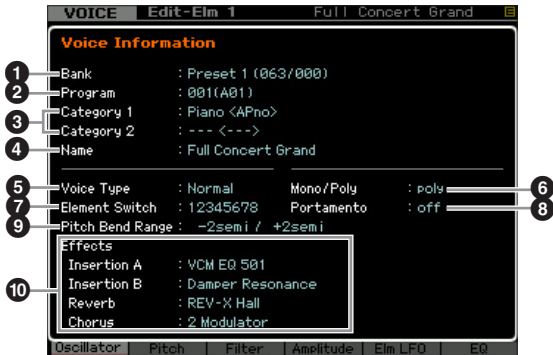 VOICE Edit-Elm 1 Full Concert Grand E
Voice Information
1 Bank : Preset 1 (063/000)
2 Program : 001(A01)
3 Category 1 : Piano <APno>
Category 2 : --- <--->
4 Name : Full Concert Grand
5 Voice Type : Normal Mono/Poly : poly 6
7 Element Switch : 12345678 Portamento : off 8
9 Pitch Bend Range : -2semi / +2semi
Effects
10 Insertion A : VCM EQ 501
Insertion B : Damper Resonance
Reverb : REV-X Hall
Chorus : 2 Modulator
Oscillator Pitch Filter Amplitude Elm LFO EQ